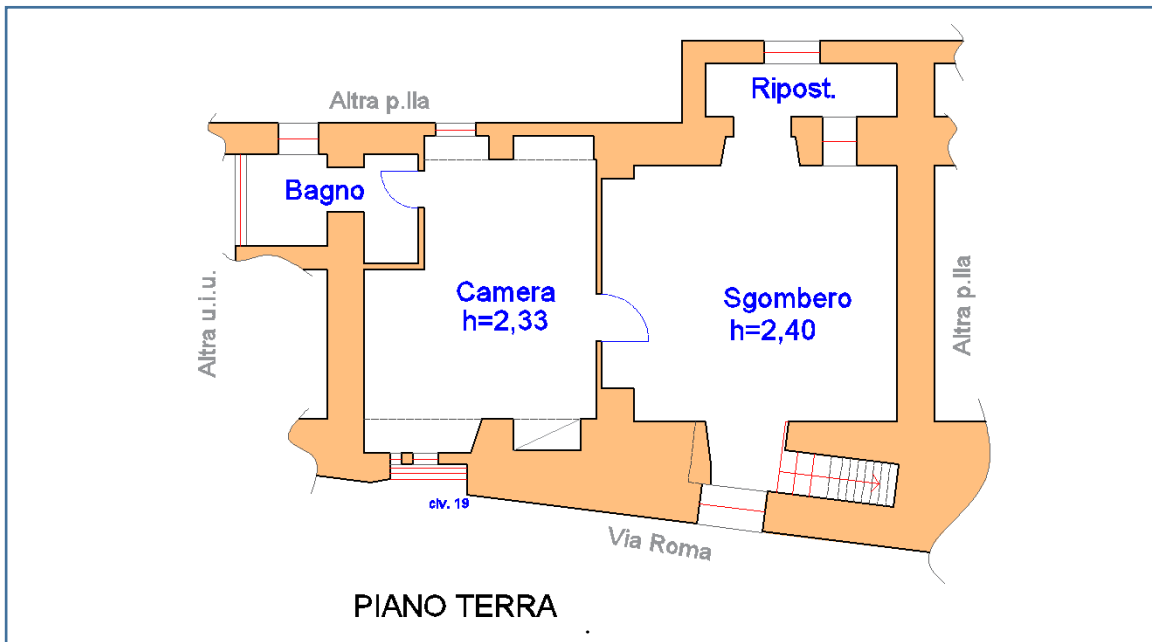 Ripost.
Altra p.lla
Bagno
Altra u.i.u.
Camera
h=2,33
Sgombero
h=2,40
Altra p.lla
civ. 19
Via Roma
PIANO TERRA
.